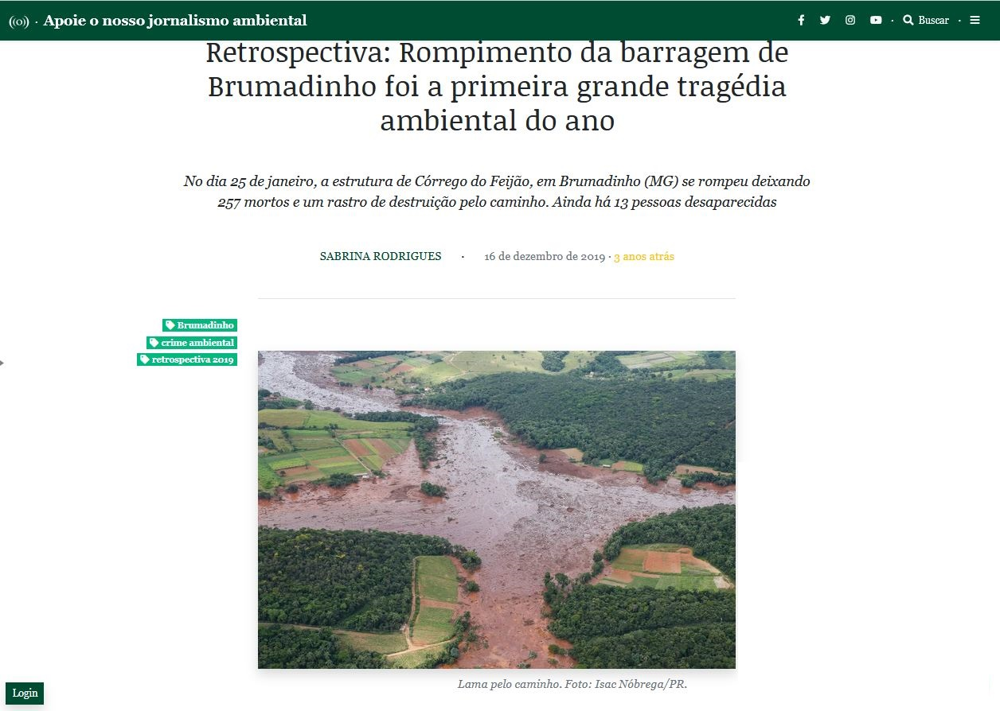 ((o)) · Apoie o nosso jornalismo ambiental
· Buscar ·
Retrospectiva: Rompimento da barragem de
Brumadinho foi a primeira grande tragédia
ambiental do ano
No dia 25 de janeiro, a estrutura de Córrego do Feijão, em Brumadinho (MG) se rompeu deixando
257 mortos e um rastro de destruição pelo caminho. Ainda há 13 pessoas desaparecidas
SABRINA RODRIGUES · 16 de dezembro de 2019 · 3 anos atrás
Brumadinho
crime ambiental
retrospectiva 2019
Lama pelo caminho. Foto: Isac Nóbrega/PR.
Login